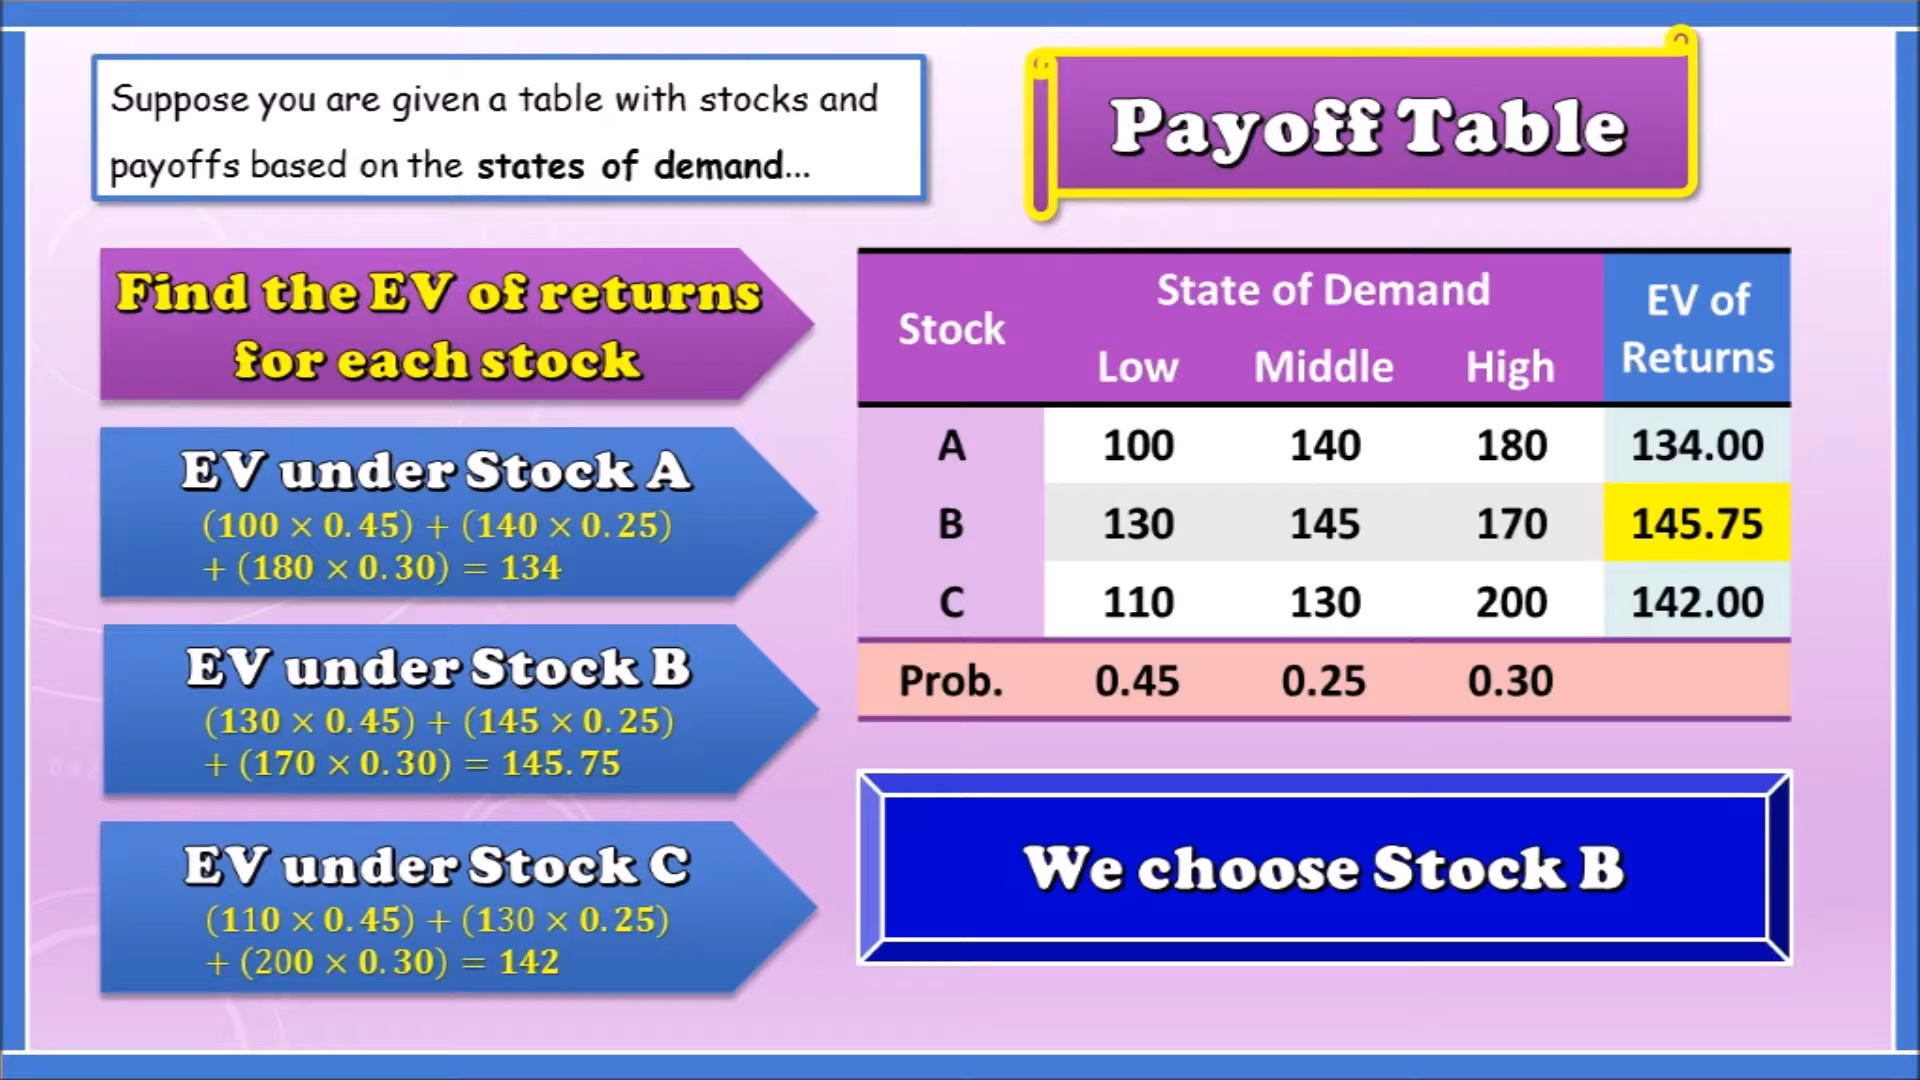 Suppose you are given a table with stocks and
payoffs based on the states of demand...
Payoff Table
Find the EV of returns
for each stock
EV under Stock A
(100 × 0.45) + (140 × 0.25)
+ (180 × 0.30) = 134
EV under Stock B
(130 × 0.45) + (145 × 0.25)
+ (170 × 0.30) = 145.75
EV under Stock C
(110 × 0.45) + (130 × 0.25)
+ (200 × 0.30) = 142
Stock State of Demand EV of Returns
Low Middle High
A 100 140 180 134.00
B 130 145 170 145.75
C 110 130 200 142.00
Prob. 0.45 0.25 0.30
We choose Stock B